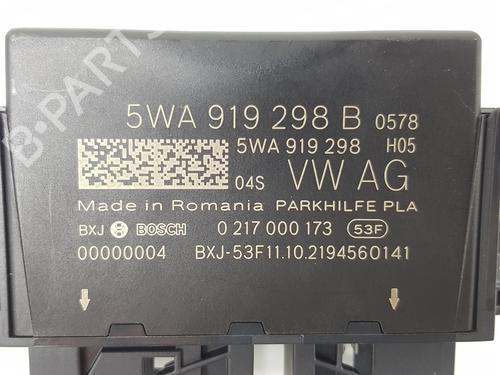 B-PARTS
5WA 919 298 B 0578
5WA 919 298 H05
04S VW AG
Made in Romania PARKHILFE PLA
BXJ BOSCH 0 217 000 173 53F
00000004 BXJ-53F11.10.2194560141